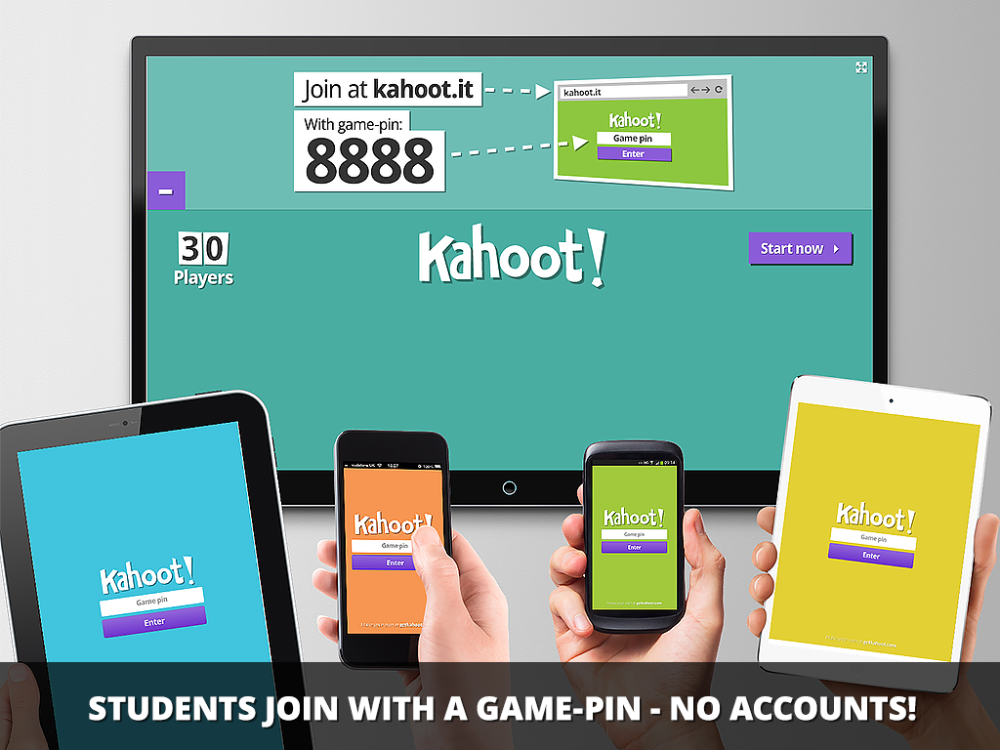 Join at kahoot.it
With game-pin:
8888
kahoot.it
Kahoot!
Game pin
Enter
30
Players
Kahoot!
Start now
Kahoot!
Game pin
Enter
vodafone UK
Kahoot!
Game pin
Enter
Kahoot!
Game pin
Enter
Kahoot!
Game pin
Enter
STUDENTS JOIN WITH A GAME-PIN - NO ACCOUNTS!